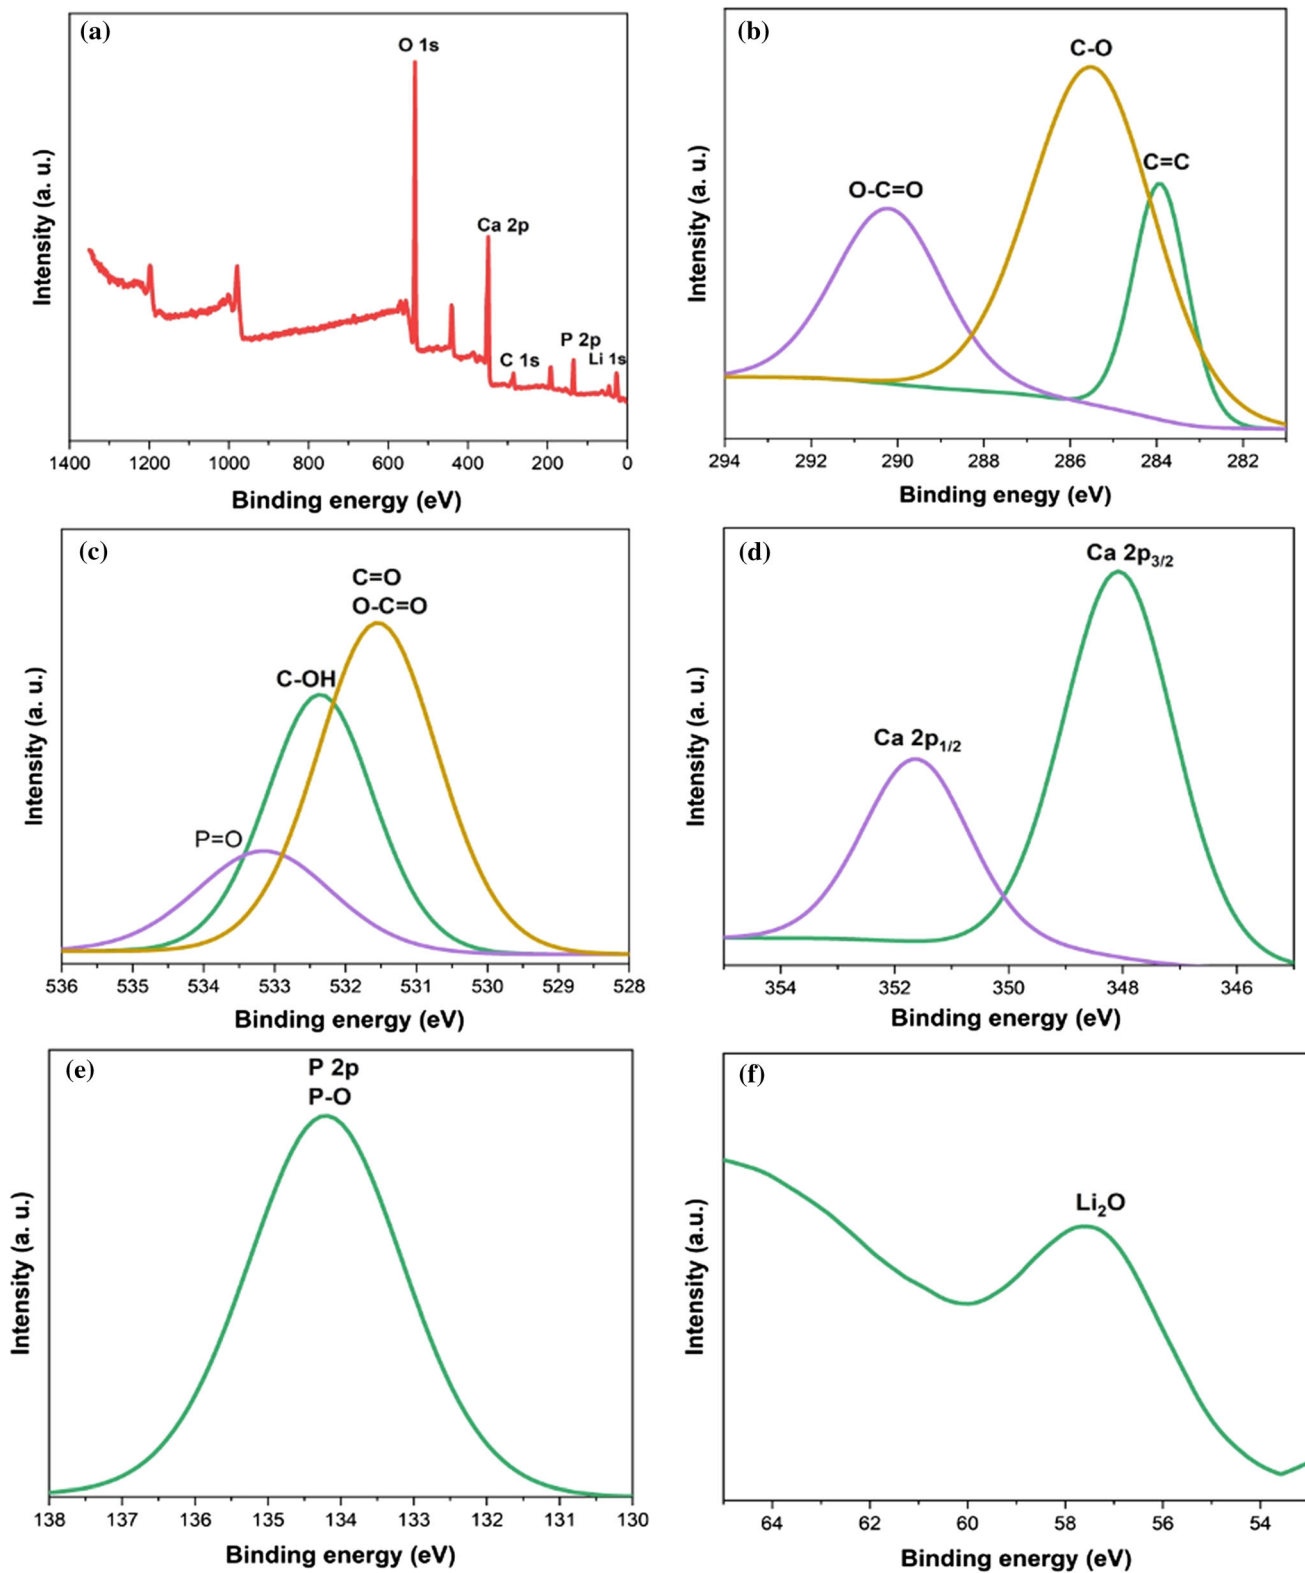 (a)
O 1s
Ca 2p
C 1s
P 2p
Li 1s
Intensity (a. u.)
1400 1200 1000 800 600 400 200 0
Binding energy (eV)
(b)
C-O
C=C
O-C=O
Intensity (a. u.)
294 292 290 288 286 284 282
Binding enegy (eV)
(c)
C=O
O-C=O
C-OH
P=O
Intensity (a. u.)
536 535 534 533 532 531 530 529 528
Binding energy (eV)
(d)
Ca 2p3/2
Ca 2p1/2
Intensity (a. u.)
354 352 350 348 346
Binding energy (eV)
(e)
P 2p
P-O
Intensity (a. u.)
138 137 136 135 134 133 132 131 130
Binding energy (eV)
(f)
Li2O
Intensity (a.u.)
64 62 60 58 56 54
Binding energy (eV)